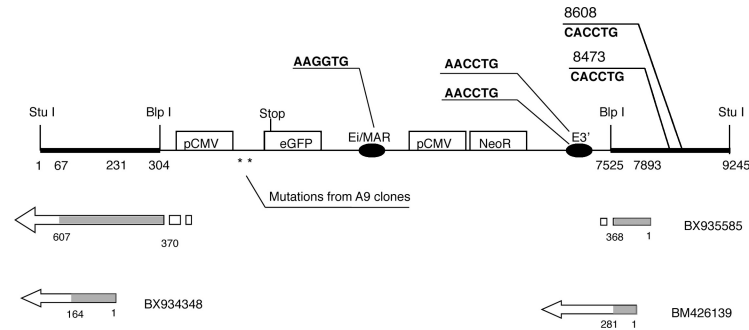 8608
CACCTG
8473
CACCTG
AAGGTG
AACCTG
AACCTG
Stu I
Blp I
Stop
Ei/MAR
E3'
Blp I
Stu I
pCMV
eGFP
pCMV
NeoR
1 67 231 304
* *
7525 7893 9245
Mutations from A9 clones
607 370
368 1
BX935585
164 1
BX934348
281 1
BM426139